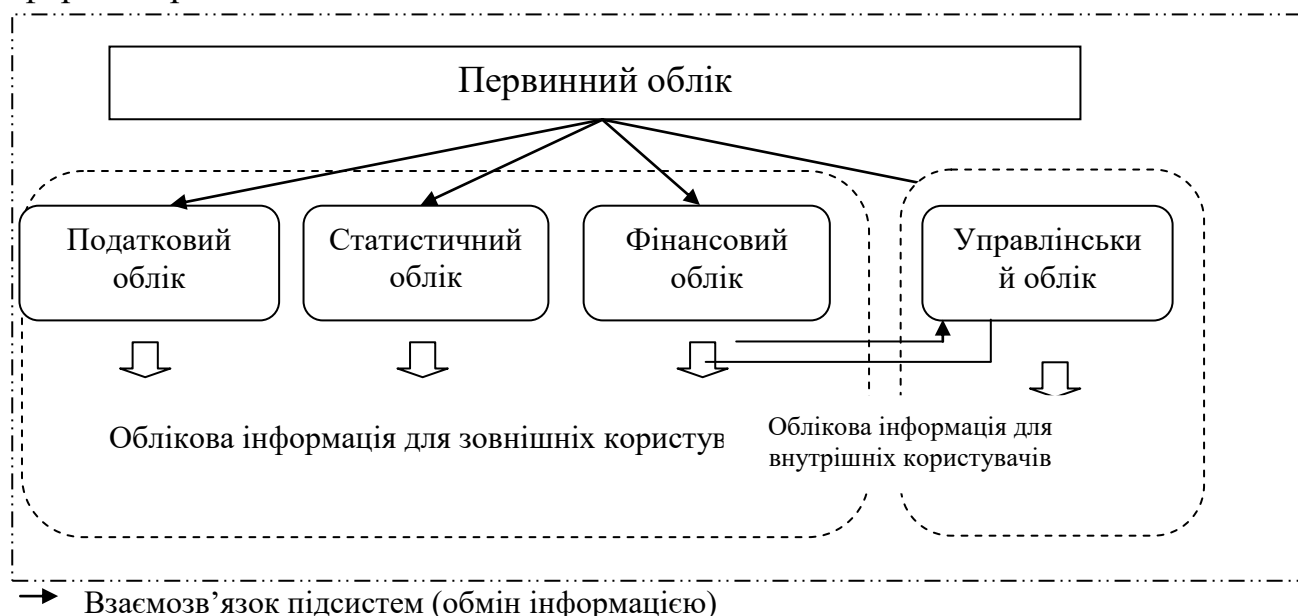 Первинний облік
Податковий
облік
Статистичний
облік
Фінансовий
облік
Управлінськи
й облік
Облікова інформація для зовнішніх користув
Облікова інформація для
внутрішніх користувачів
Взаємозв’язок підсистем (обмін інформацією)